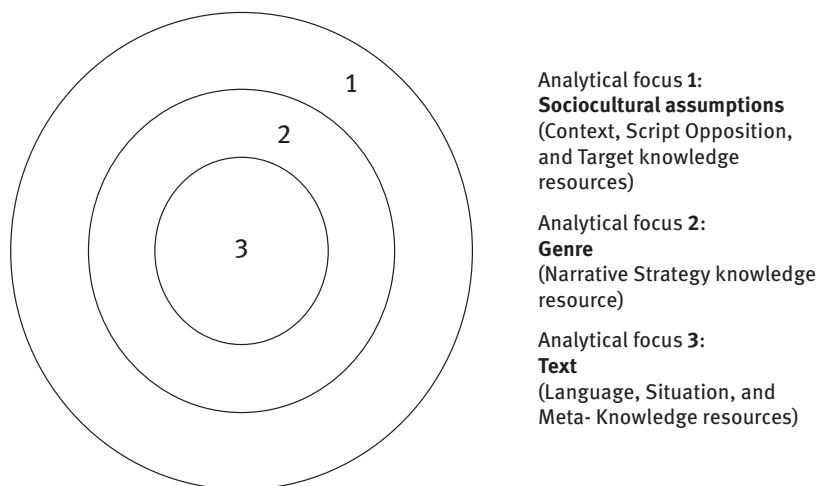 1
2
3
Analytical focus 1:
Sociocultural assumptions
(Context, Script Opposition,
and Target knowledge
resources)
Analytical focus 2:
Genre
(Narrative Strategy knowledge
resource)
Analytical focus 3:
Text
(Language, Situation, and
Meta- Knowledge resources)